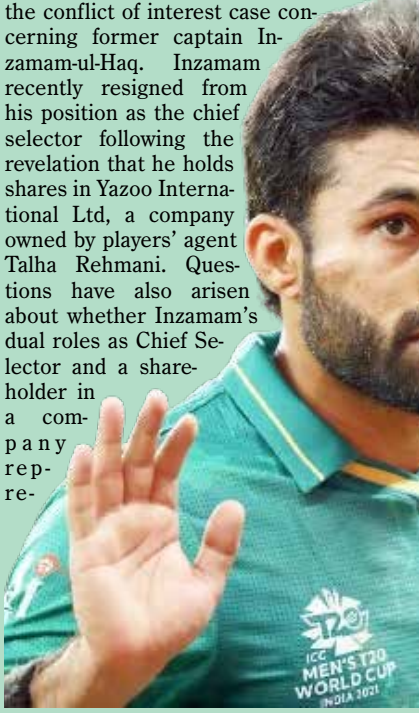 the conflict of interest case con-
cerning former captain In-
zamam-ul-Haq. Inzamam
recently resigned from
his position as the chief
selector following the
revelation that he holds
shares in Yazoo Interna-
tional Ltd, a company
owned by players' agent
Talha Rehmani. Ques-
tions have also arisen
about whether Inzamam's
dual roles as Chief Se-
lector and a share-
holder in
a com-
pany
rep-
re-
T20
ICC
MEN'S T20
WORLD CUP
INDIA 2021